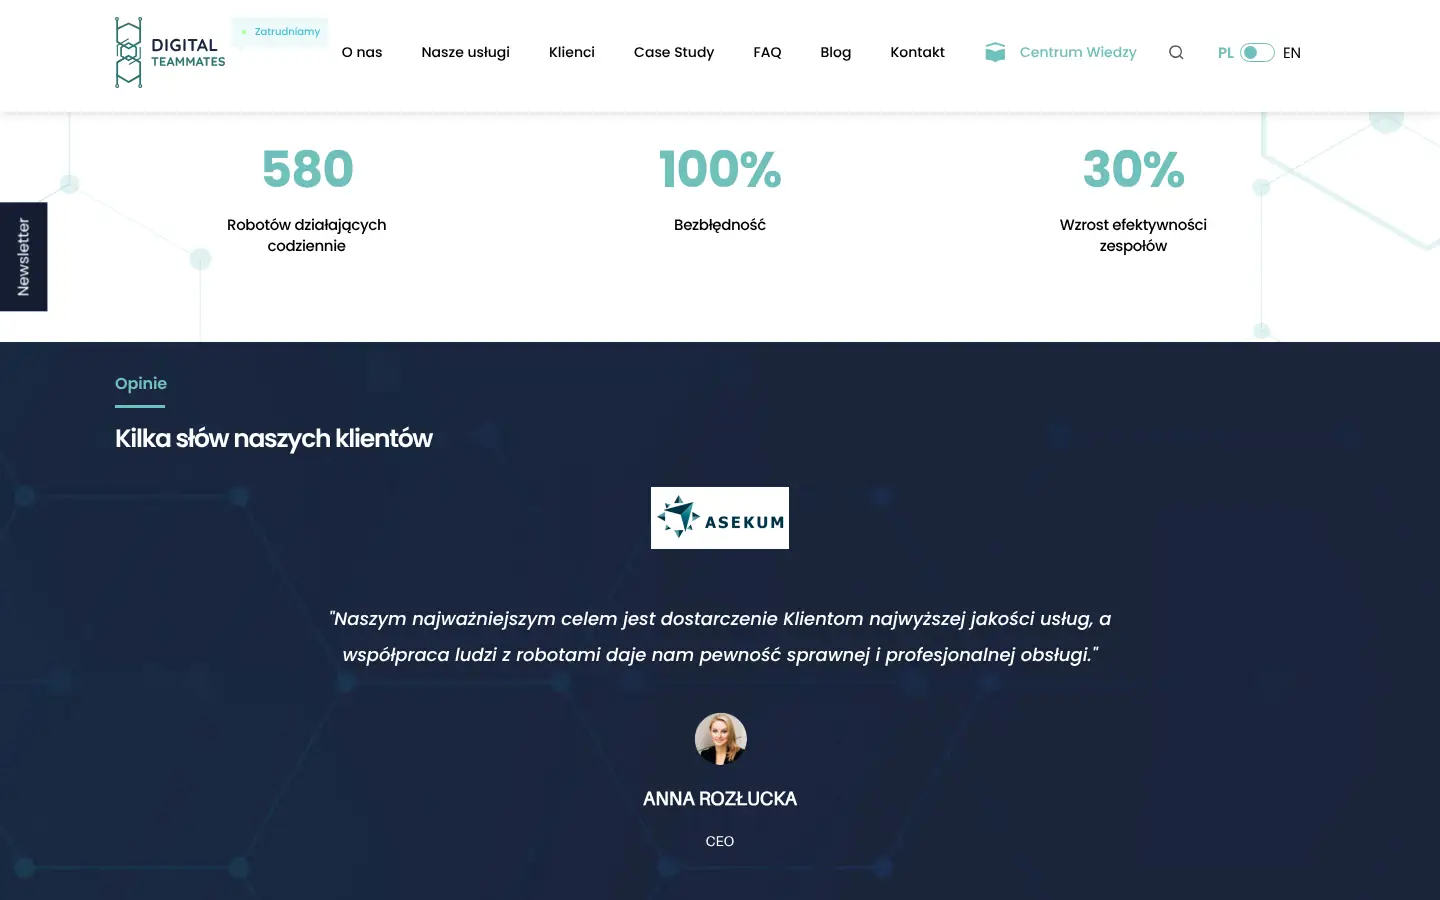 DIGITAL
TEAMMATES
Zatrudniamy
O nas
Nasze usługi
Klienci
Case Study
FAQ
Blog
Kontakt
Centrum Wiedzy
PL
EN
580
100%
30%
Robotów działających
codziennie
Bezbłędność
Wzrost efektywności
zespołów
Newsletter
Opinie
Kilka słów naszych klientów
ASEKUM
"Naszym najważniejszym celem jest dostarczenie Klientom najwyższej jakości usług, a
współpraca ludzi z robotami daje nam pewność sprawnej i profesjonalnej obsługi."
ANNA ROZŁUCKA
CEO